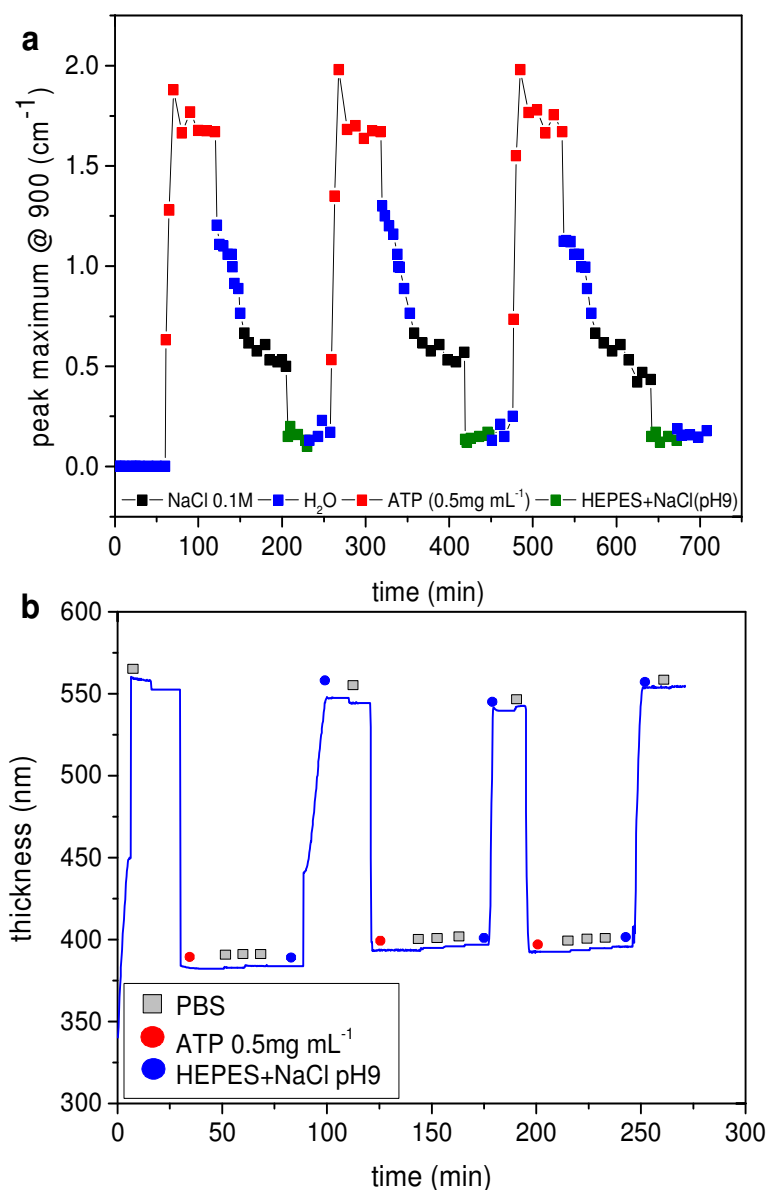 a
peak maximum @ 900 (cm⁻¹)
2.0
1.5
1.0
0.5
0.0
NaCl 0.1M H₂O ATP (0.5mg mL⁻¹) HEPES+NaCl(pH9)
0 100 200 300 400 500 600 700
time (min)
b
thickness (nm)
600
550
500
450
400
350
300
PBS
ATP 0.5mg mL⁻¹
HEPES+NaCl pH9
0 50 100 150 200 250 300
time (min)